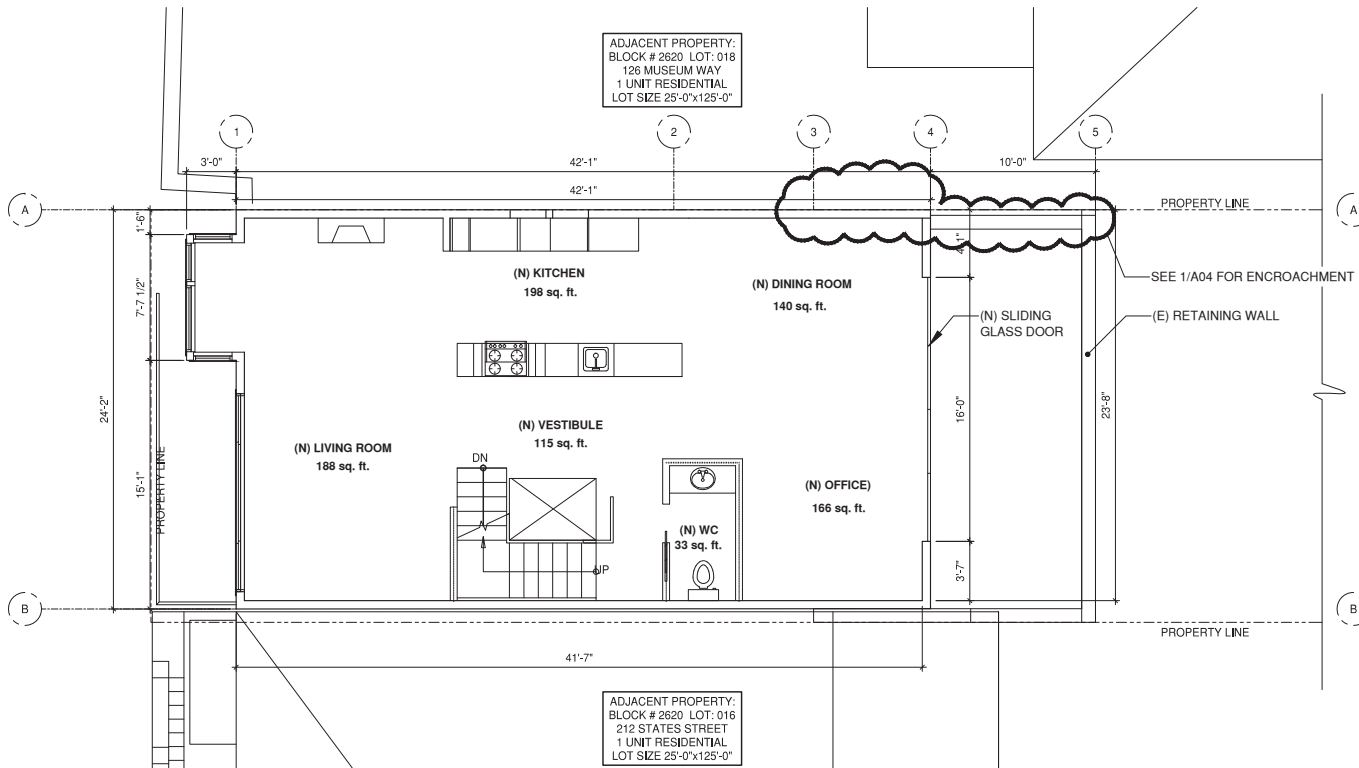 ADJACENT PROPERTY:
BLOCK # 2620 LOT: 018
126 MUSEUM WAY
1 UNIT RESIDENTIAL
LOT SIZE 25'-0"x125'-0"
1
2
3
4
5
3'-0"
42'-1"
10'-0"
42'-1"
A
PROPERTY LINE
A
1'-6"
4'-1"
(N) KITCHEN
198 sq. ft.
(N) DINING ROOM
140 sq. ft.
SEE 1/A04 FOR ENCROACHMENT
7'-7 1/2"
(N) SLIDING
GLASS DOOR
(E) RETAINING WALL
24'-2"
16'-0"
23'-8"
(N) VESTIBULE
115 sq. ft.
(N) LIVING ROOM
188 sq. ft.
DN
15'-1"
PROPERTY LINE
(N) OFFICE)
166 sq. ft.
(N) WC
33 sq. ft.
UP
3'-7"
B
B
PROPERTY LINE
41'-7"
ADJACENT PROPERTY:
BLOCK # 2620 LOT: 016
212 STATES STREET
1 UNIT RESIDENTIAL
LOT SIZE 25'-0"x125'-0"